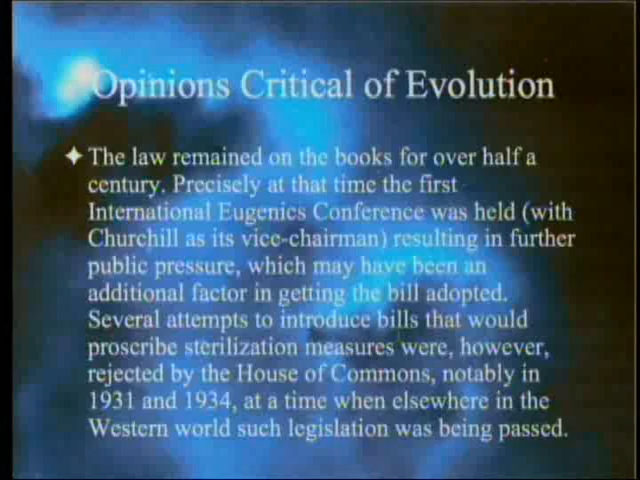 Opinions Critical of Evolution
✦ The law remained on the books for over half a
century. Precisely at that time the first
International Eugenics Conference was held (with
Churchill as its vice-chairman) resulting in further
public pressure, which may have been an
additional factor in getting the bill adopted.
Several attempts to introduce bills that would
proscribe sterilization measures were, however,
rejected by the House of Commons, notably in
1931 and 1934, at a time when elsewhere in the
Western world such legislation was being passed.